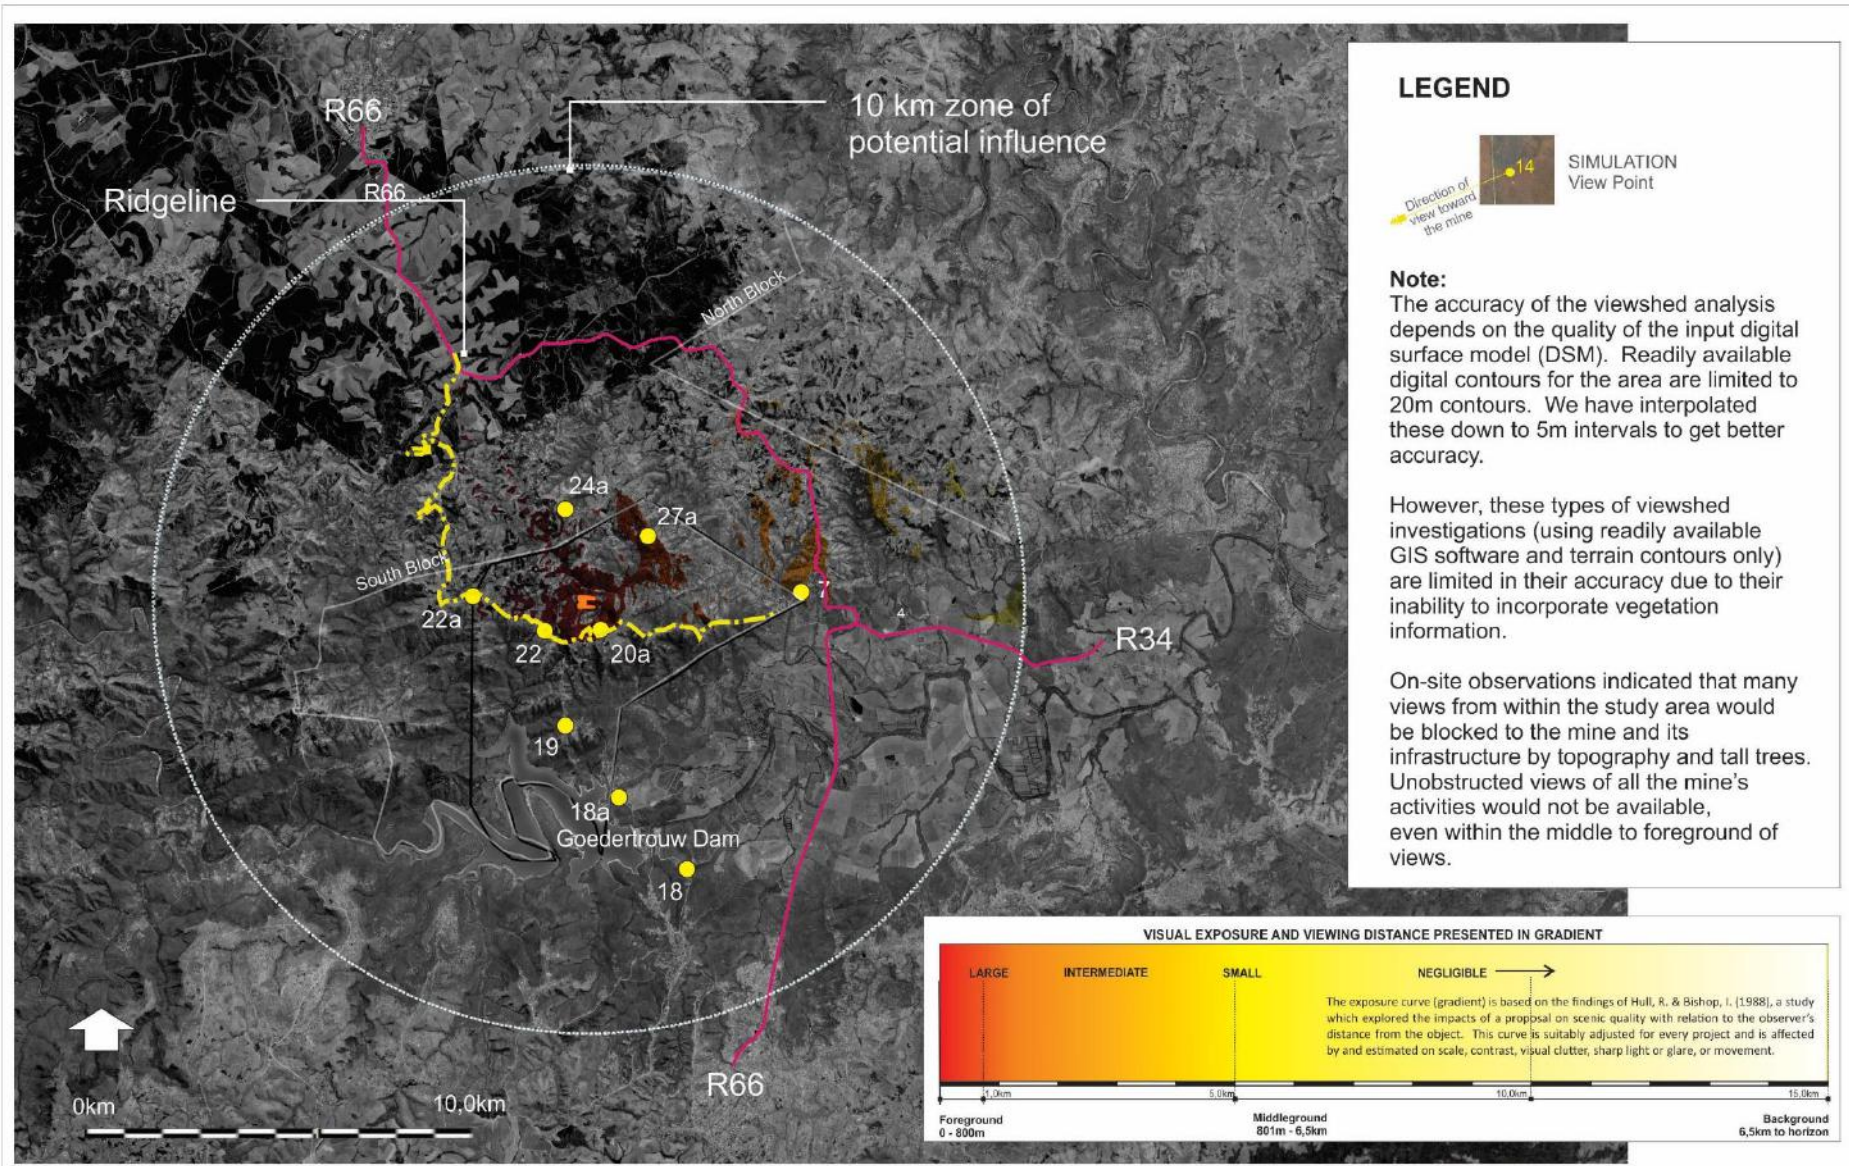 R66
10 km zone of
potential influence
R66
Ridgeline
North Block
24a
27a
South Block
7
22a
22
20a
4
R34
19
18a
Goedertrouw Dam
18
R66
0km
10,0km
LEGEND
14
SIMULATION
View Point
Direction of
view toward
the mine
Note:
The accuracy of the viewshed analysis
depends on the quality of the input digital
surface model (DSM). Readily available
digital contours for the area are limited to
20m contours. We have interpolated
these down to 5m intervals to get better
accuracy.
However, these types of viewshed
investigations (using readily available
GIS software and terrain contours only)
are limited in their accuracy due to their
inability to incorporate vegetation
information.
On-site observations indicated that many
views from within the study area would
be blocked to the mine and its
infrastructure by topography and tall trees.
Unobstructed views of all the mine's
activities would not be available,
even within the middle to foreground of
views.
VISUAL EXPOSURE AND VIEWING DISTANCE PRESENTED IN GRADIENT
LARGE INTERMEDIATE SMALL NEGLIGIBLE
The exposure curve (gradient) is based on the findings of Hull, R. & Bishop, I. (1988), a study
which explored the impacts of a proposal on scenic quality with relation to the observer's
distance from the object. This curve is suitably adjusted for every project and is affected
by and estimated on scale, contrast, visual clutter, sharp light or glare, or movement.
1,0km 5,0km 10,0km 15,0km
Foreground
0 - 800m
Middleground
801m - 6,5km
Background
6,5km to horizon